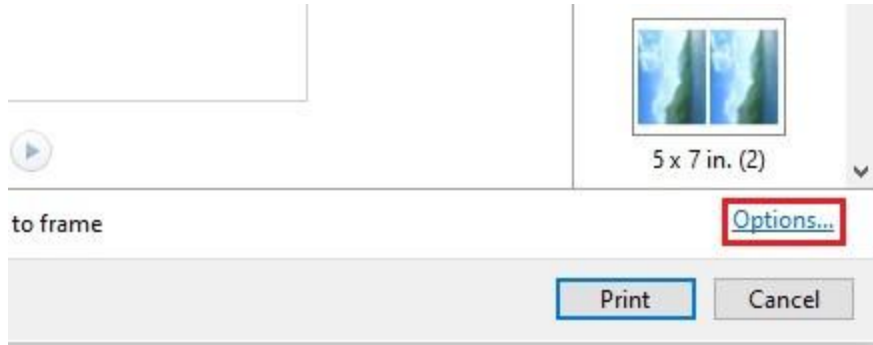 5 x 7 in. (2)
to frame
Options...
Print
Cancel